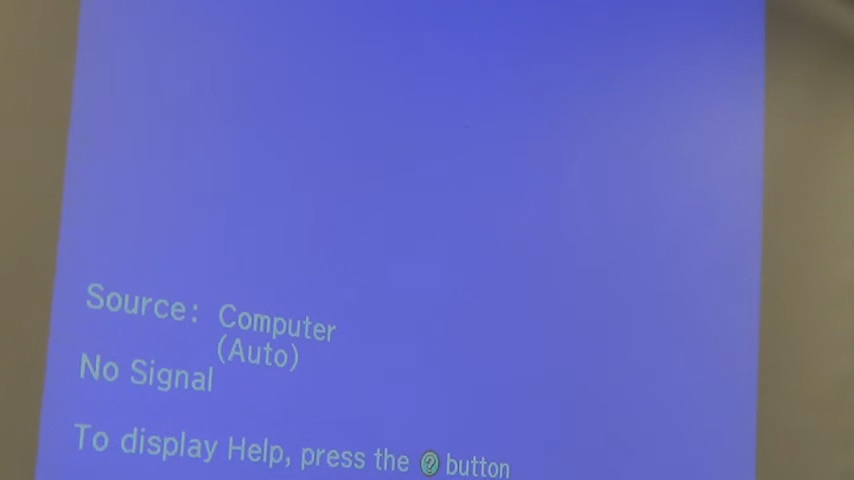 Source: Computer
(Auto)
No Signal
To display Help, press the ? button